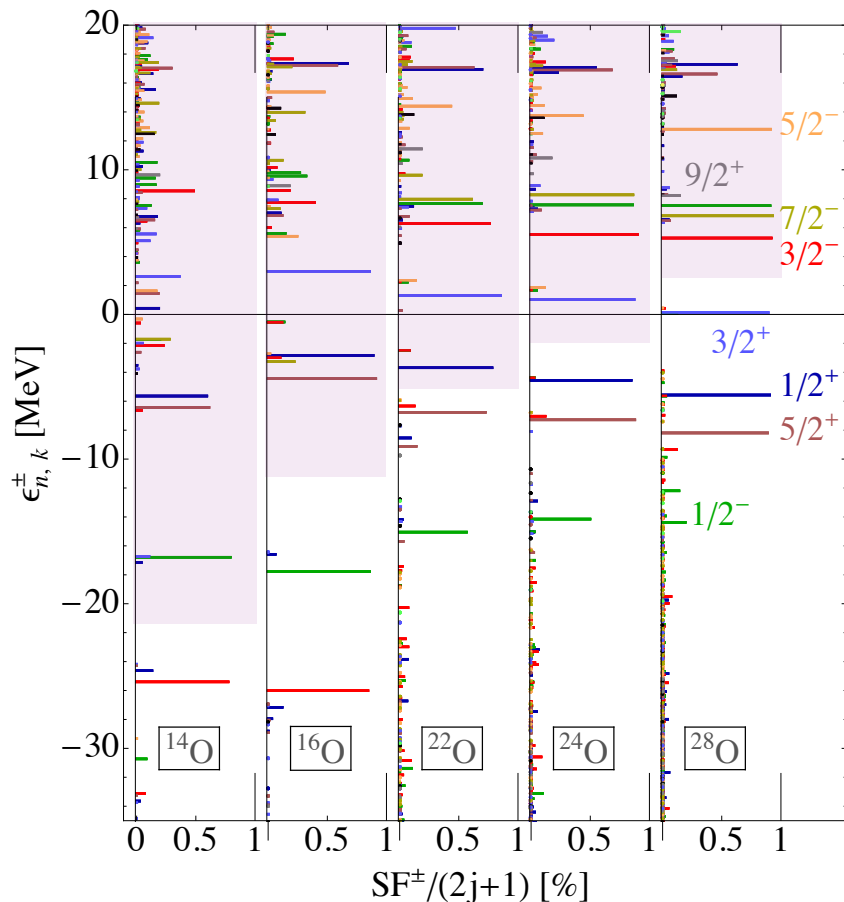 20
10
0
−10
−20
−30
ϵ±n, k [MeV]
5/2−
9/2+
7/2−
3/2−
3/2+
1/2+
5/2+
1/2−
14O
16O
22O
24O
28O
0 0.5 1 0.5 1 0.5 1 0.5 1 0.5 1
SF±/(2j+1) [%]